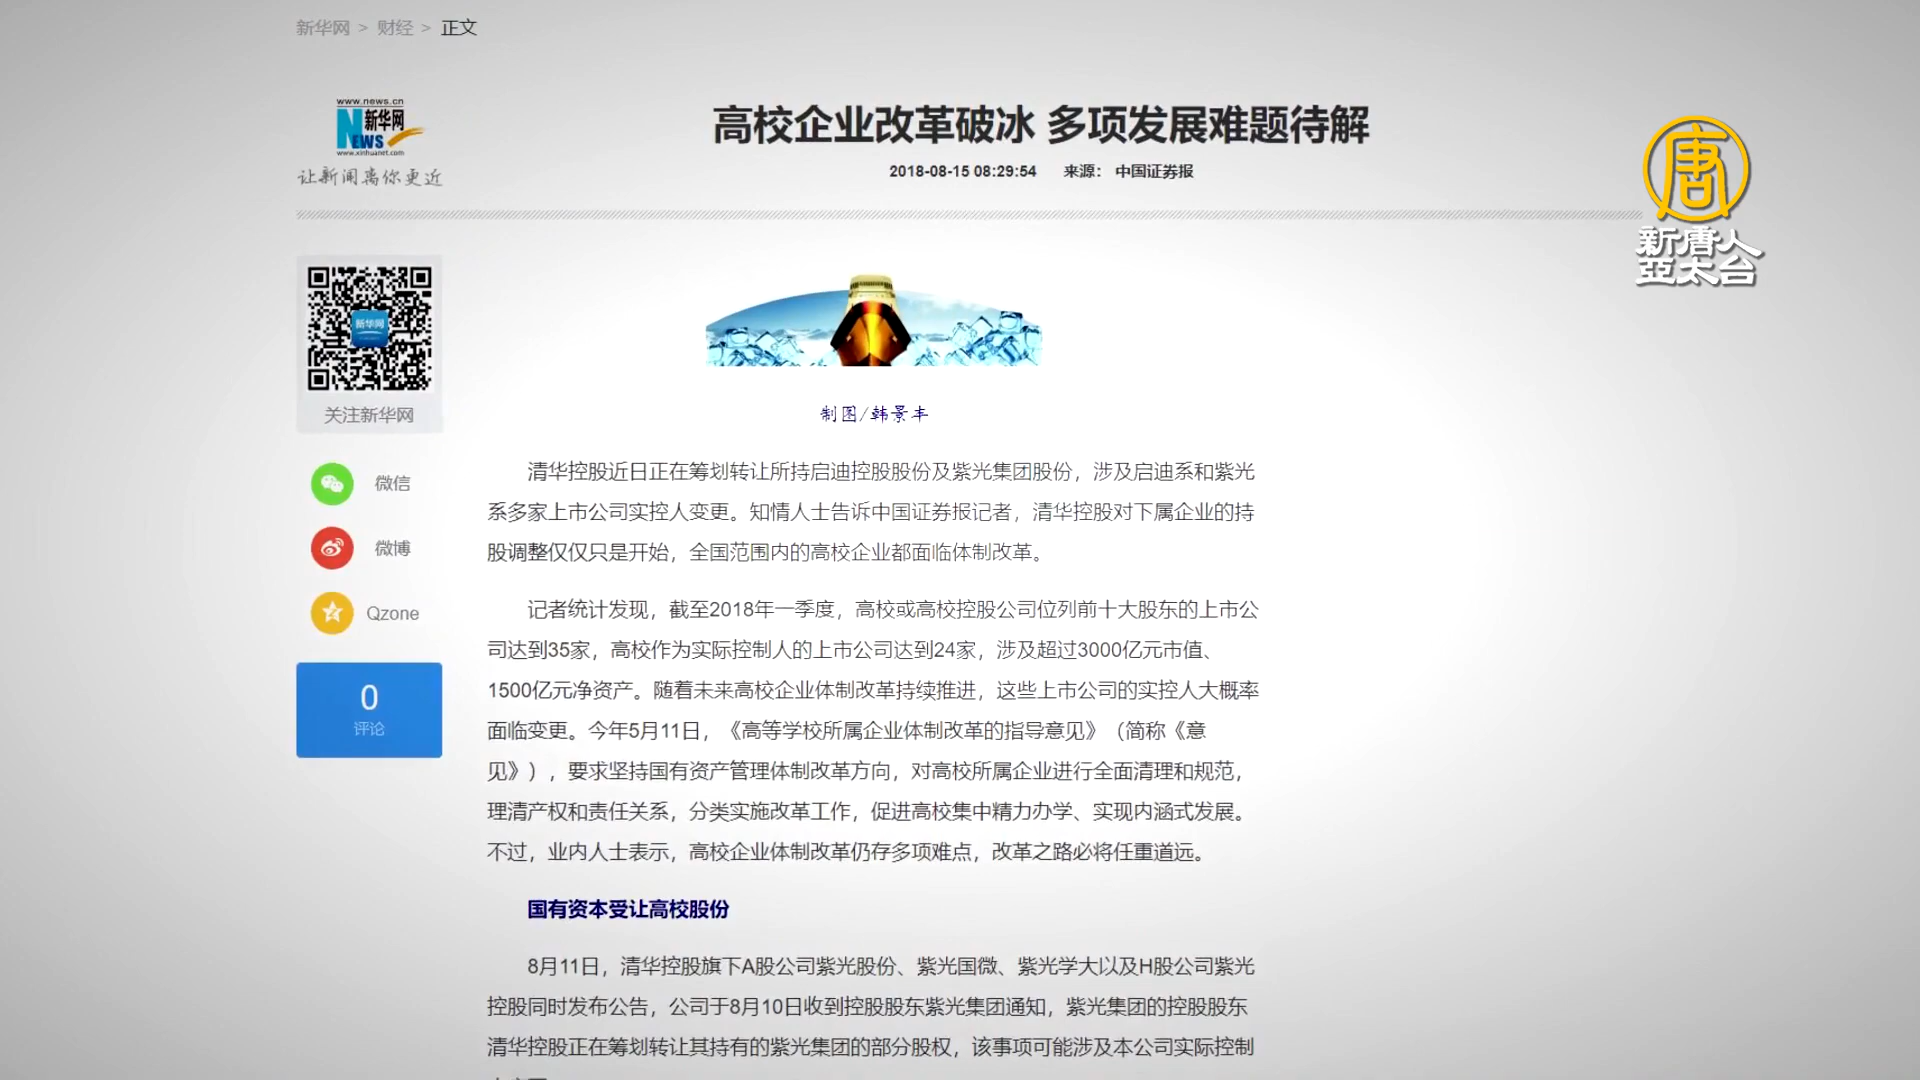 新华网 > 财经 > 正文
www.news.cn
新华网
NEWS
www.xinhuanet.com
让新闻离你更近
高校企业改革破冰 多项发展难题待解
2018-08-15 08:29:54 来源： 中国证券报
唐
新唐人
亞太台
新华网
关注新华网
微信
微博
Qzone
0
评论
制图/韩景丰
清华控股近日正在筹划转让所持启迪控股股份及紫光集团股份，涉及启迪系和紫光
系多家上市公司实控人变更。知情人士告诉中国证券报记者，清华控股对下属企业的持
股调整仅仅只是开始，全国范围内的高校企业都面临体制改革。
记者统计发现，截至2018年一季度，高校或高校控股公司位列前十大股东的上市公
司达到35家，高校作为实际控制人的上市公司达到24家，涉及超过3000亿元市值、
1500亿元净资产。随着未来高校企业体制改革持续推进，这些上市公司的实控人大概率
面临变更。今年5月11日，《高等学校所属企业体制改革的指导意见》（简称《意
见》），要求坚持国有资产管理体制改革方向，对高校所属企业进行全面清理和规范，
理清产权和责任关系，分类实施改革工作，促进高校集中精力办学、实现内涵式发展。
不过，业内人士表示，高校企业体制改革仍存多项难点，改革之路必将任重道远。
国有资本受让高校股份
8月11日，清华控股旗下A股公司紫光股份、紫光国微、紫光学大以及H股公司紫光
控股同时发布公告，公司于8月10日收到控股股东紫光集团通知，紫光集团的控股股东
清华控股正在筹划转让其持有的紫光集团的部分股权，该事项可能涉及本公司实际控制